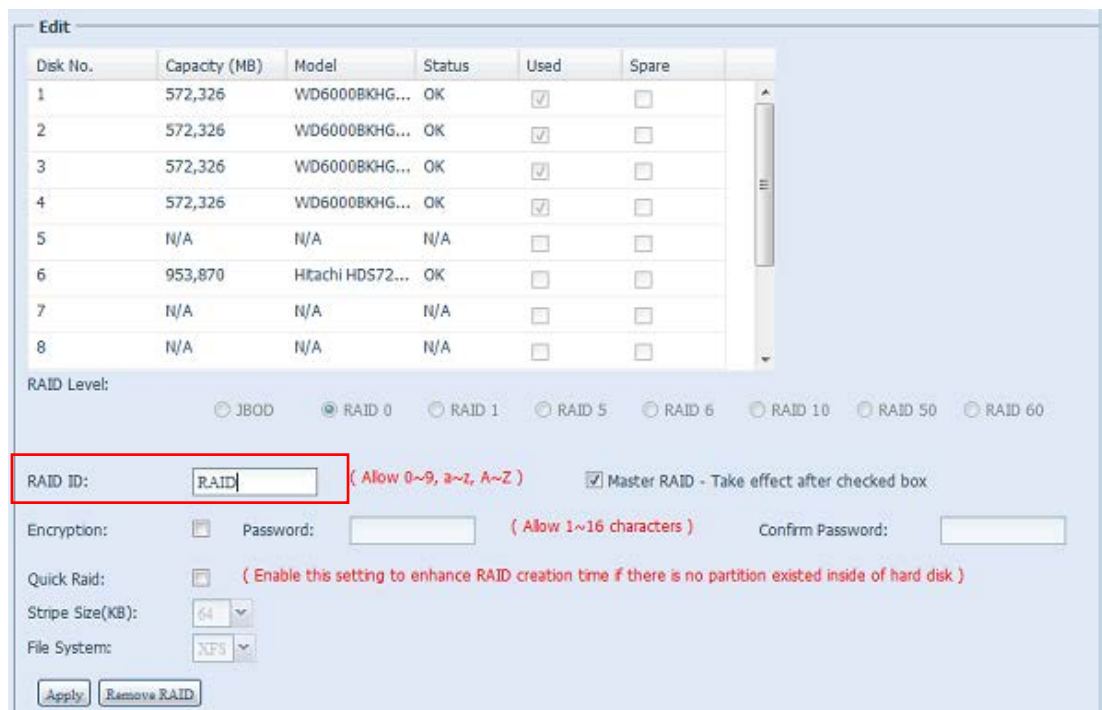 Edit
Disk No. Capacity (MB) Model Status Used Spare
1 572,326 WD6000BKHG... OK
2 572,326 WD6000BKHG... OK
3 572,326 WD6000BKHG... OK
4 572,326 WD6000BKHG... OK
5 N/A N/A N/A
6 953,870 Hitachi HDS72... OK
7 N/A N/A N/A
8 N/A N/A N/A
RAID Level:
JBOD RAID 0 RAID 1 RAID 5 RAID 6 RAID 10 RAID 50 RAID 60
RAID ID: RAID ( Allow 0~9, a~z, A~Z ) Master RAID - Take effect after checked box
Encryption: Password: ( Allow 1~16 characters ) Confirm Password:
Quick Raid: ( Enable this setting to enhance RAID creation time if there is no partition existed inside of hard disk )
Stripe Size(KB): 64
File System: XFS
Apply Remove RAID